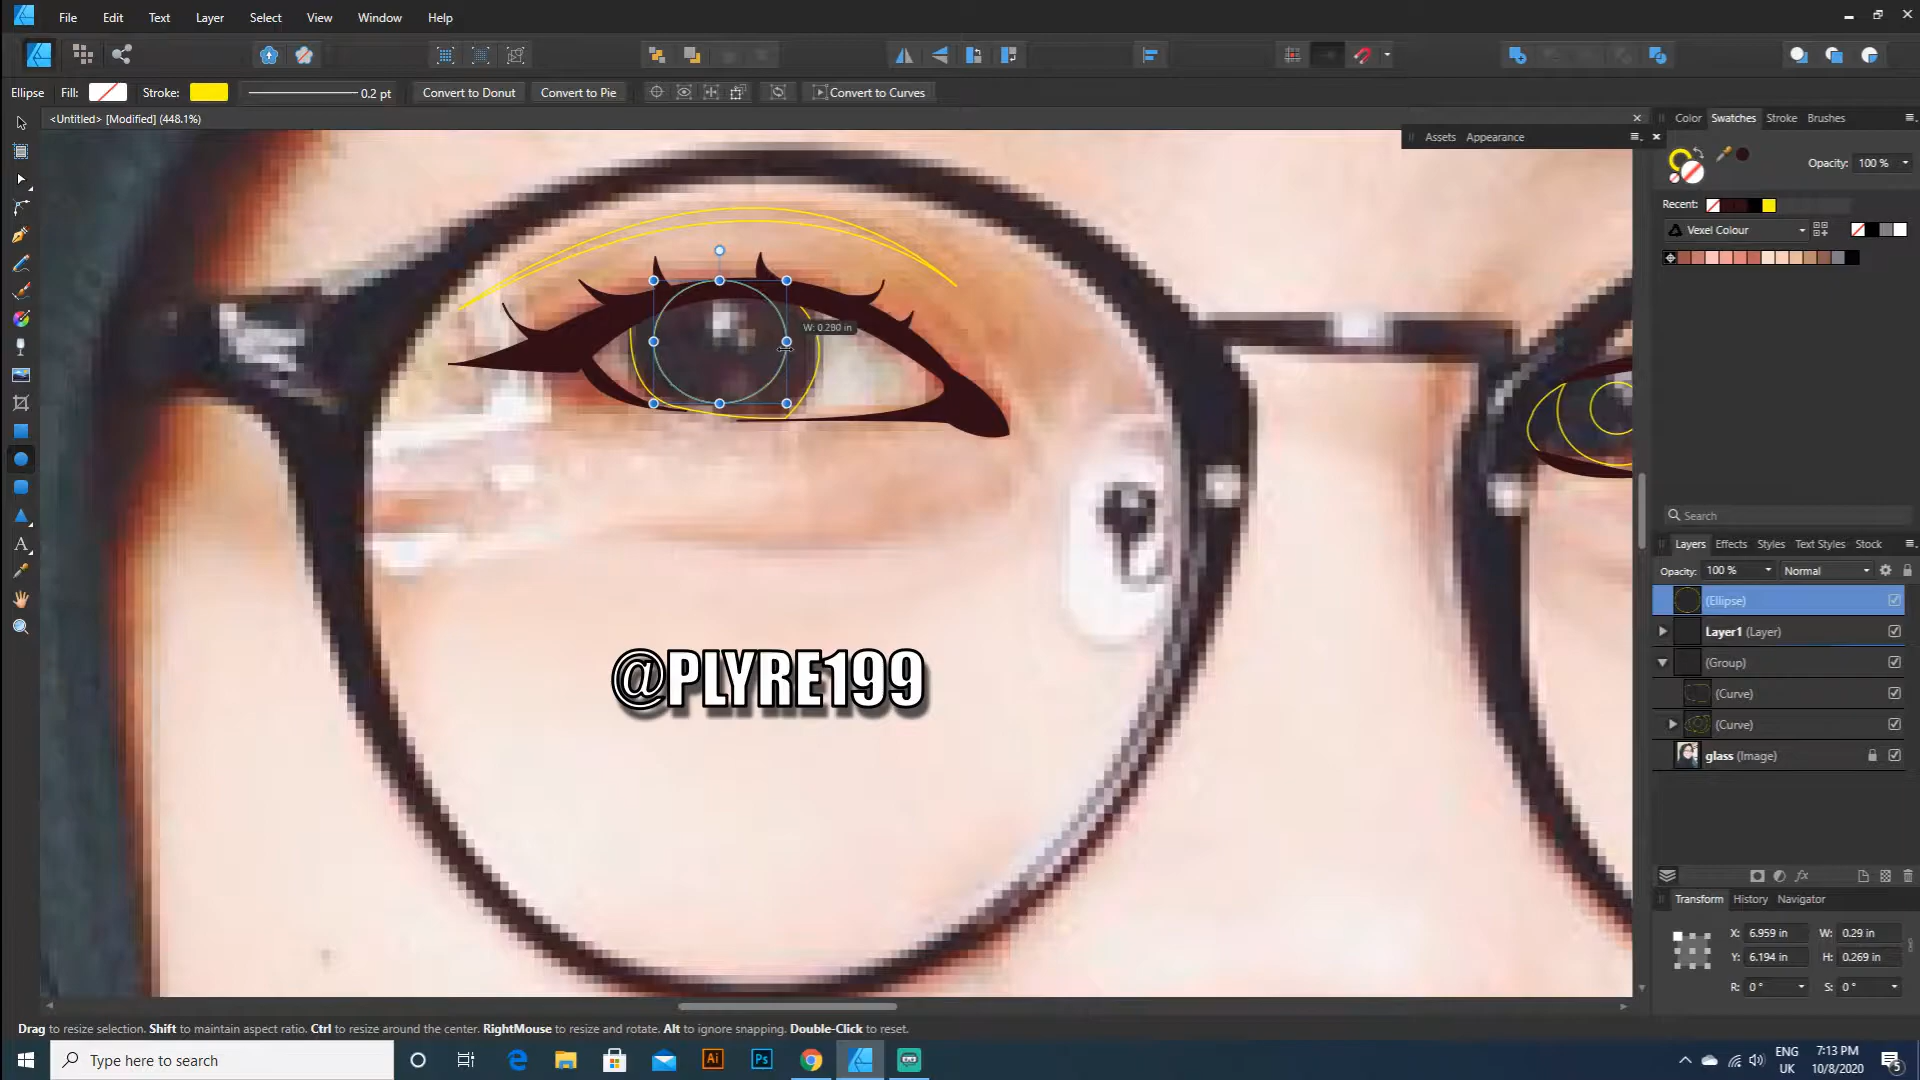 File Edit Text Layer Select View Window Help
Ellipse Fill: Stroke: 0.2 pt Convert to Donut Convert to Pie Convert to Curves
<Untitled> [Modified] (448.1%)
Assets Appearance
Color Swatches Stroke Brushes
Opacity: 100 %
Recent:
Vexel Colour
W: 0.280 in
@PLYRE199
Search
Layers Effects Styles Text Styles Stock
Opacity: 100 % Normal
(Ellipse)
Layer1 (Layer)
(Group)
(Curve)
(Curve)
glass (Image)
Transform History Navigator
X: 6.959 in W: 0.29 in
Y: 6.194 in H: 0.269 in
R: 0 ° S: 0 °
Drag to resize selection. Shift to maintain aspect ratio. Ctrl to resize around the center. RightMouse to resize and rotate. Alt to ignore snapping. Double-Click to reset.
Type here to search
Ai Ps
ENG 7:13 PM
UK 10/8/2020
5